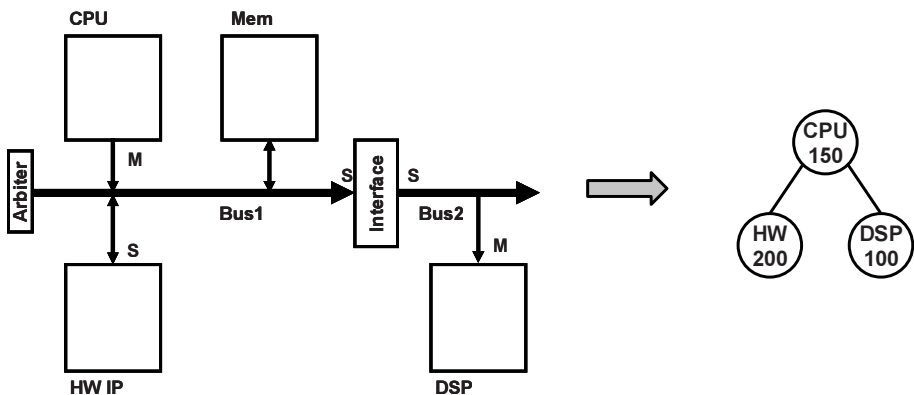 CPU
Mem
M
Arbiter
S
Interface
S
Bus1
Bus2
S
M
HW IP
DSP
CPU
150
HW
200
DSP
100